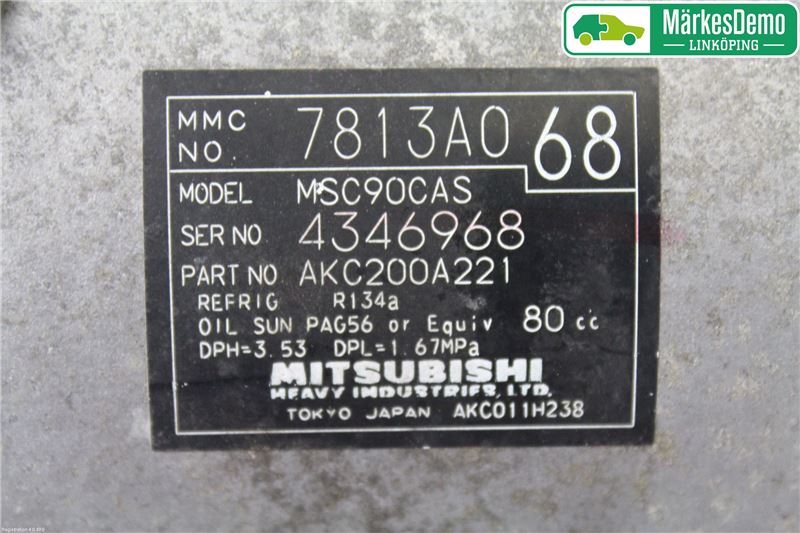 MärkesDemo
LINKÖPING
MMC NO 7813A0 68
MODEL MSC90CAS
SER NO 4346968
PART NO. AKC200A221
REFRIG R134a
OIL SUN PAG56 or Equiv 80 cc
DPH=3.53 DPL=1.67MPa
MITSUBISHI
HEAVY INDUSTRIES, LTD.
TOKYO JAPAN AKC011H238